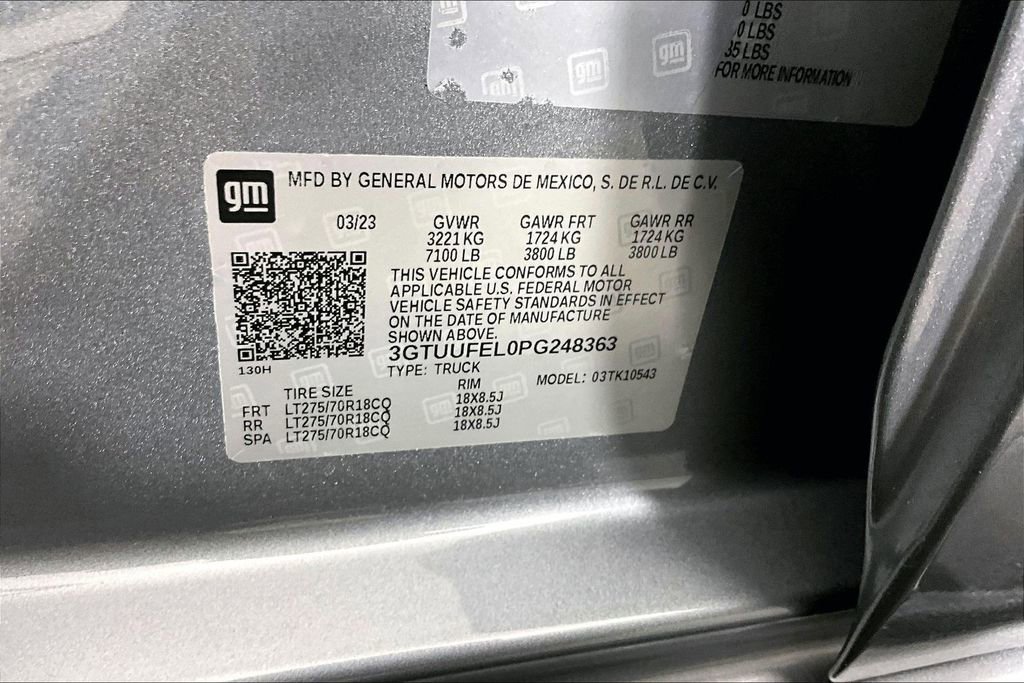 0 LBS
0 LBS
35 LBS
FOR MORE INFORMATION
gm
gm
gm
gm MFD BY GENERAL MOTORS DE MEXICO, S. DE R.L. DE C.V.
03/23 GVWR GAWR FRT GAWR RR
3221 KG 1724 KG 1724 KG
7100 LB 3800 LB 3800 LB
THIS VEHICLE CONFORMS TO ALL
APPLICABLE U.S. FEDERAL MOTOR
VEHICLE SAFETY STANDARDS IN EFFECT
ON THE DATE OF MANUFACTURE
SHOWN ABOVE.
3GTUUFEL0PG248363
130H TYPE: TRUCK
TIRE SIZE RIM MODEL: 03TK10543
FRT LT275/70R18CQ 18X8.5J
RR LT275/70R18CQ 18X8.5J
SPA LT275/70R18CQ 18X8.5J